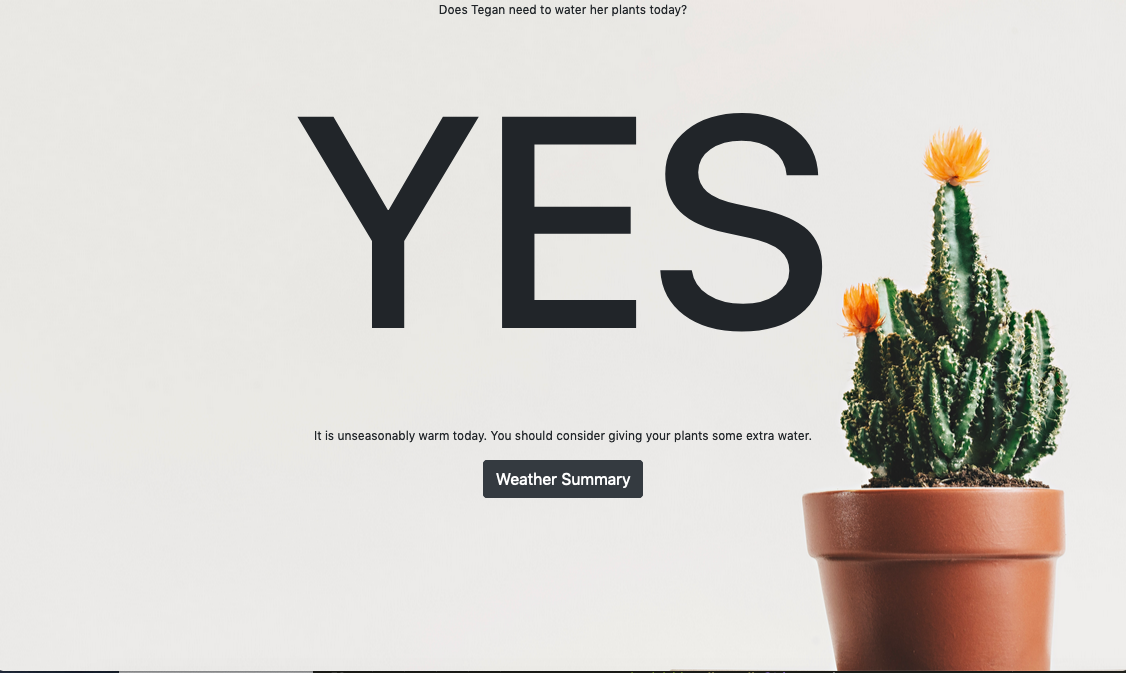 Does Tegan need to water her plants today?
YES
It is unseasonably warm today. You should consider giving your plants some extra water.
Weather Summary